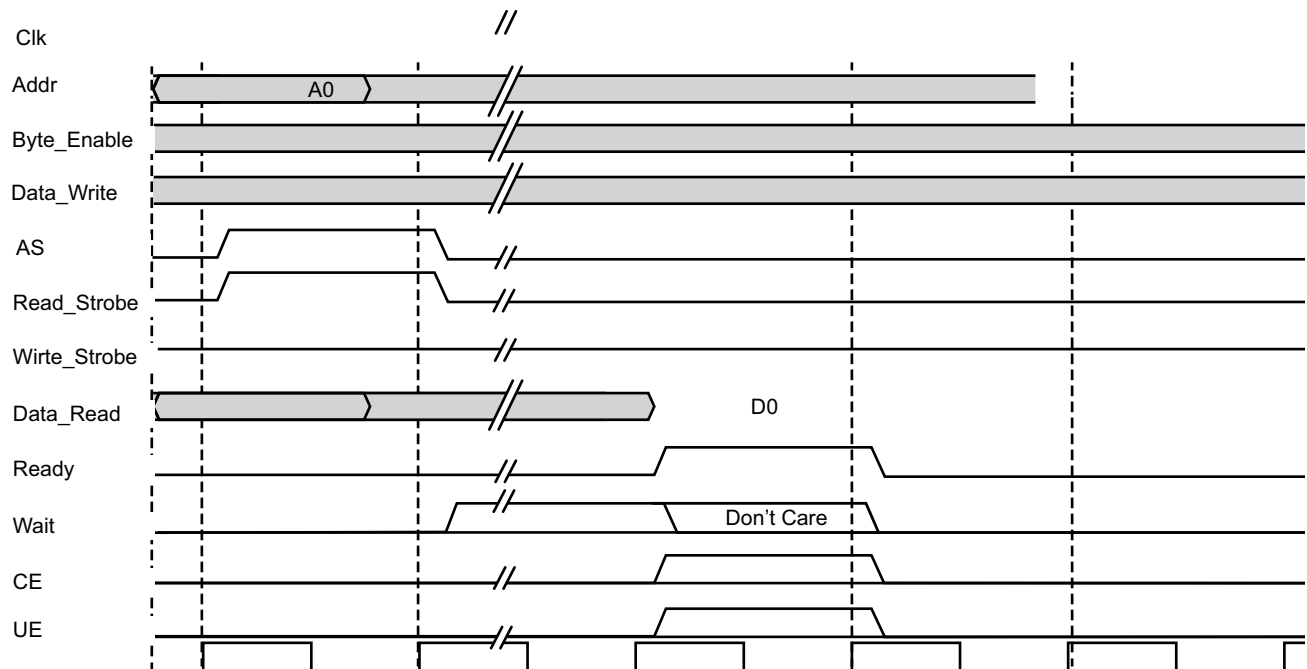 Clk
Addr
A0
Byte_Enable
Data_Write
AS
Read_Strobe
Wirte_Strobe
Data_Read
D0
Ready
Wait
Don't Care
CE
UE